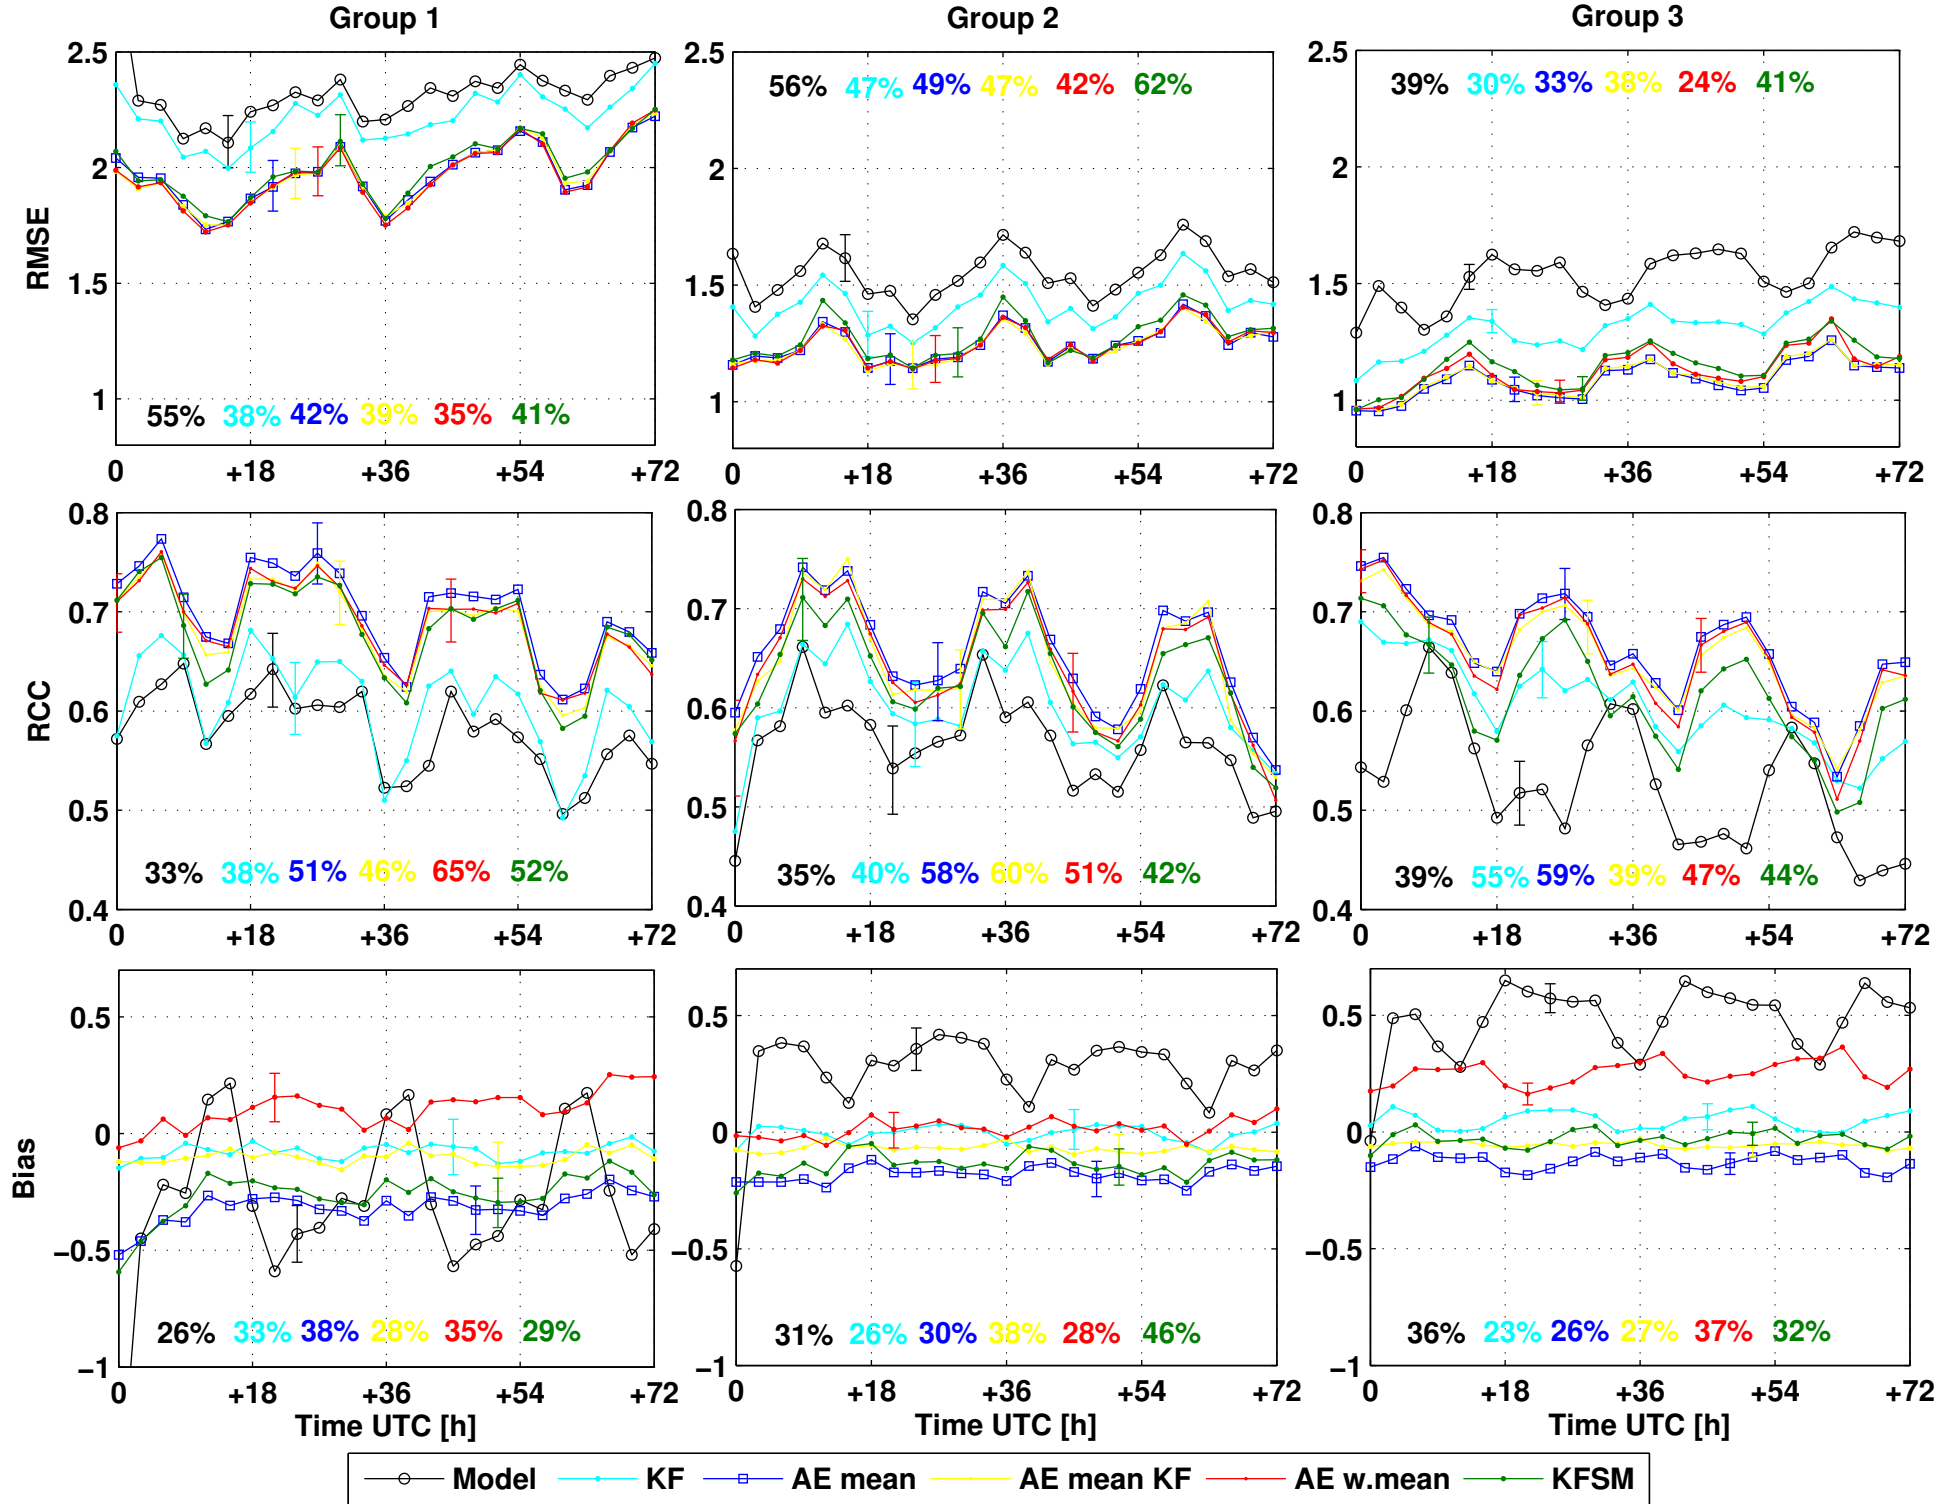 Group 1 Group 2 Group 3
RMSE
2.5 2 1.5 1
55% 38% 42% 39% 35% 41%
0 +18 +36 +54 +72
2.5 2 1.5 1
56% 47% 49% 47% 42% 62%
0 +18 +36 +54 +72
2.5 2 1.5 1
39% 30% 33% 38% 24% 41%
0 +18 +36 +54 +72
RCC
0.8 0.7 0.6 0.5 0.4
33% 38% 51% 46% 65% 52%
0 +18 +36 +54 +72
0.8 0.7 0.6 0.5 0.4
35% 40% 58% 60% 51% 42%
0 +18 +36 +54 +72
0.8 0.7 0.6 0.5 0.4
39% 55% 59% 39% 47% 44%
0 +18 +36 +54 +72
Bias
0.5 0 −0.5 −1
26% 33% 38% 28% 35% 29%
0 +18 +36 +54 +72
Time UTC [h]
0.5 0 −0.5 −1
31% 26% 30% 38% 28% 46%
0 +18 +36 +54 +72
Time UTC [h]
0.5 0 −0.5 −1
36% 23% 26% 27% 37% 32%
0 +18 +36 +54 +72
Time UTC [h]
Model KF AE mean AE mean KF AE w.mean KFSM